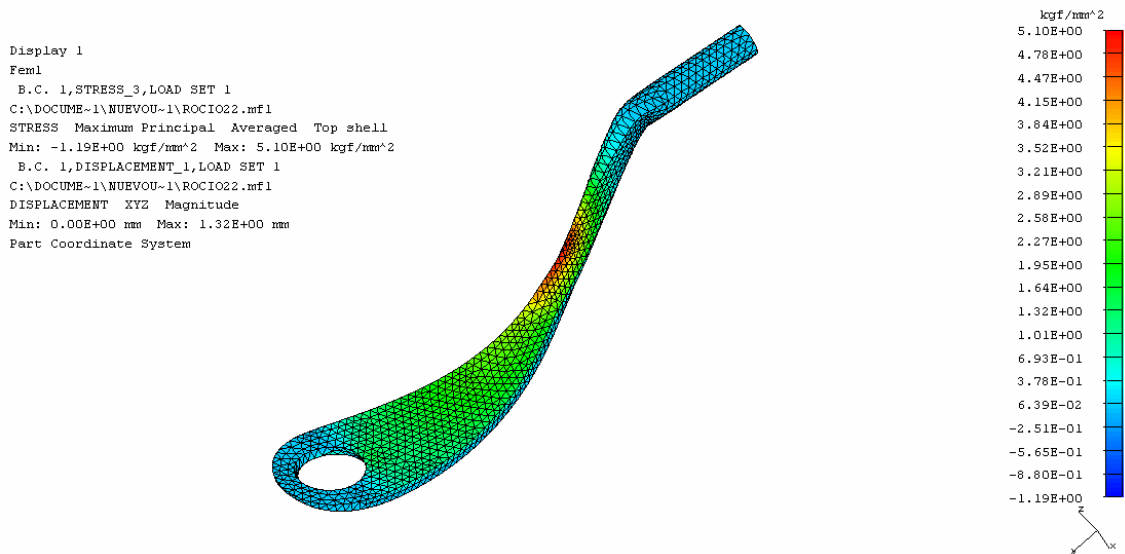 Display 1
Fem1
B.C. 1,STRESS_3,LOAD SET 1
C:\DOCUME~1\NUEVOU~1\ROCIO22.mf1
STRESS Maximum Principal Averaged Top shell
Min: -1.19E+00 kgf/mm^2 Max: 5.10E+00 kgf/mm^2
B.C. 1,DISPLACEMENT_1,LOAD SET 1
C:\DOCUME~1\NUEVOU~1\ROCIO22.mf1
DISPLACEMENT XYZ Magnitude
Min: 0.00E+00 mm Max: 1.32E+00 mm
Part Coordinate System
kgf/mm^2
5.10E+00
4.78E+00
4.47E+00
4.15E+00
3.84E+00
3.52E+00
3.21E+00
2.89E+00
2.58E+00
2.27E+00
1.95E+00
1.64E+00
1.32E+00
1.01E+00
6.93E-01
3.78E-01
6.39E-02
-2.51E-01
-5.65E-01
-8.80E-01
-1.19E+00
z
x